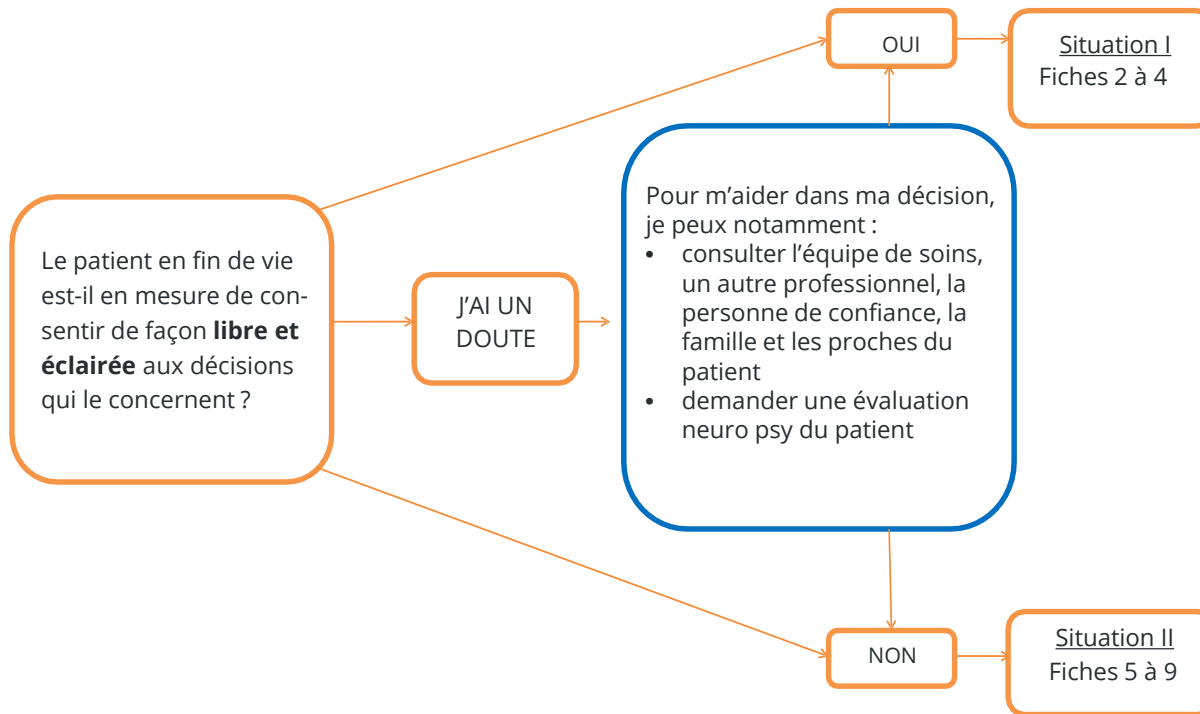 Le patient en fin de vie
est-il en mesure de con-
sentir de façon libre et
éclairée aux décisions
qui le concernent ?
J’AI UN
DOUTE
Pour m’aider dans ma décision,
je peux notamment :
• consulter l’équipe de soins,
un autre professionnel, la
personne de confiance, la
famille et les proches du
patient
• demander une évaluation
neuro psy du patient
OUI
Situation I
Fiches 2 à 4
NON
Situation II
Fiches 5 à 9